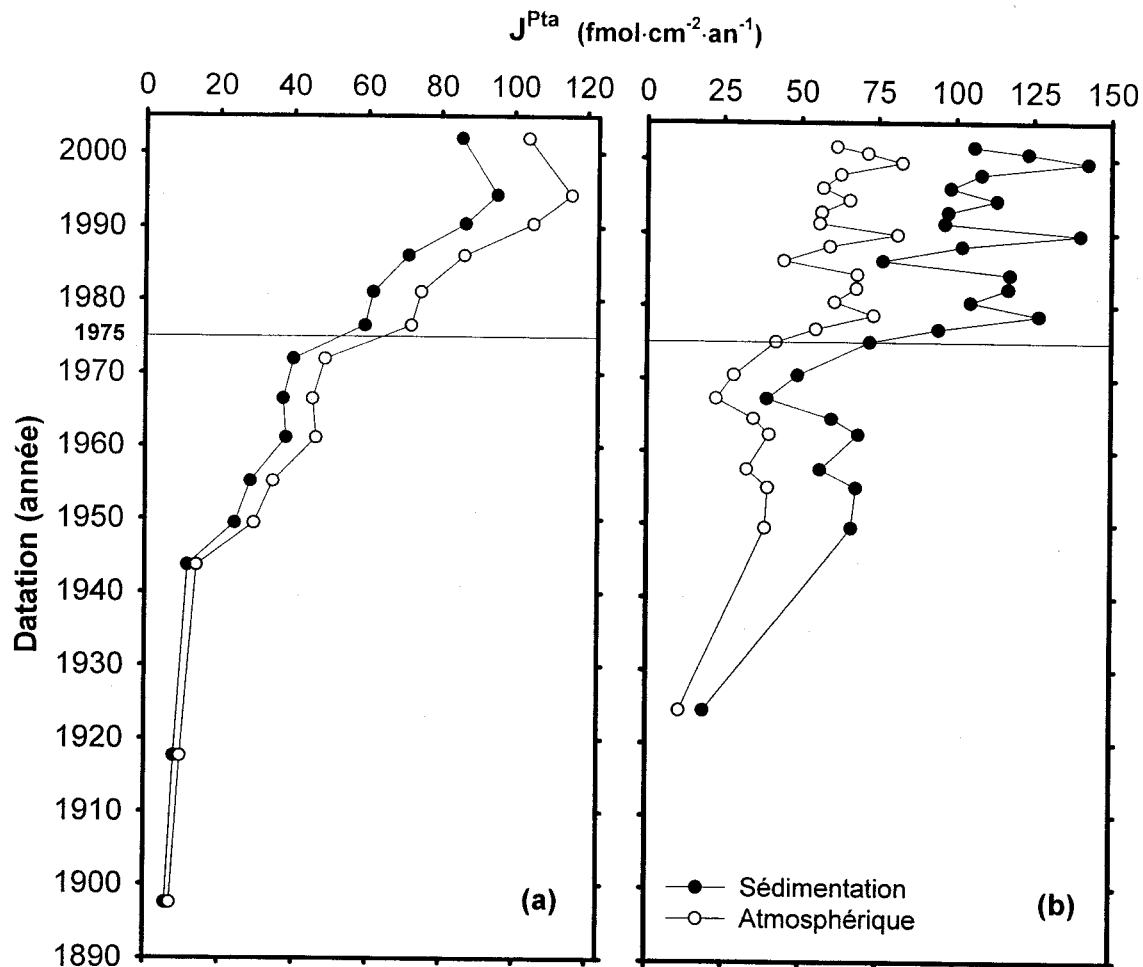 J^Pta (fmol·cm^-2·an^-1)
0 20 40 60 80 100 120
0 25 50 75 100 125 150
Datation (année)
2000
1990
1980
1975
1970
1960
1950
1940
1930
1920
1910
1900
1890
(a)
Sédimentation
Atmosphérique
(b)